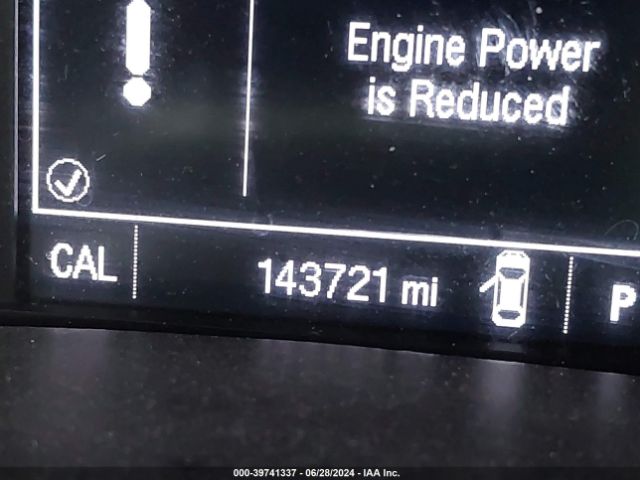 Engine Power
is Reduced
CAL
143721 mi
P
000-39741337 - 06/28/2024 - IAA Inc.